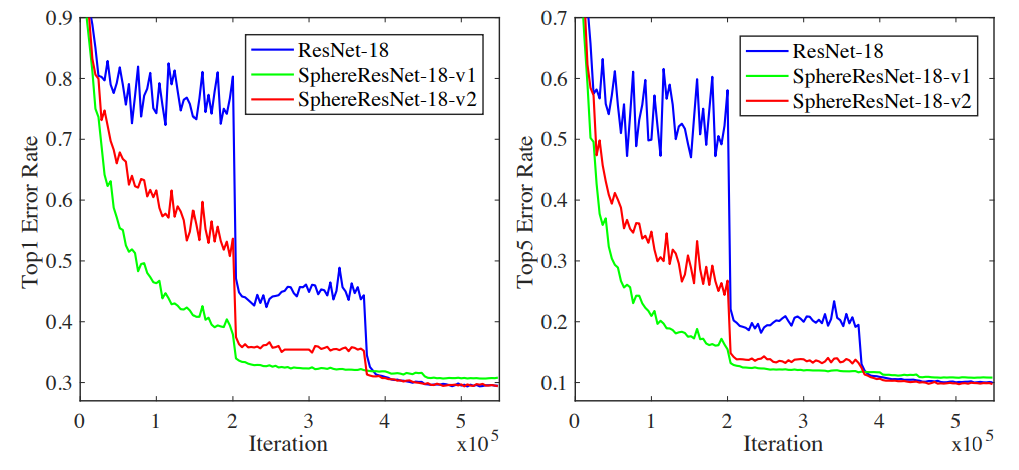 0.9
0.8
0.7
0.6
0.5
0.4
0.3
Top1 Error Rate
ResNet-18
SphereResNet-18-v1
SphereResNet-18-v2
0 1 2 3 4 5
Iteration
x10^5
0.7
0.6
0.5
0.4
0.3
0.2
0.1
Top5 Error Rate
ResNet-18
SphereResNet-18-v1
SphereResNet-18-v2
0 1 2 3 4 5
Iteration
x10^5